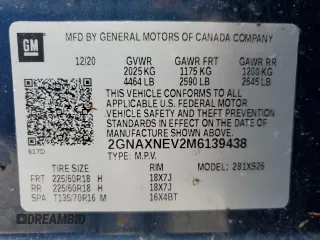 GM
MFD BY GENERAL MOTORS OF CANADA COMPANY
12/20 GVWR GAWR FRT GAWR RR
2025 KG 1175 KG 1200 KG
4464 LB 2590 LB 2645 LB
THIS VEHICLE CONFORMS TO ALL APPLICABLE
U.S. FEDERAL MOTOR
VEHICLE SAFETY AND THEFT PREVENTION
STANDARDS IN EFFECT ON THE DATE OF
MANUFACTURE SHOWN ABOVE.
617D
2GNAXNEV2M6139438
TYPE: M.P.V. MODEL: 281XS26
TIRE SIZE RIM
FRT 225/60R18 H 18X7J
RR 225/60R18 H 18X7J
SPA T135/70R16 M 16X4BT
DREAMBID